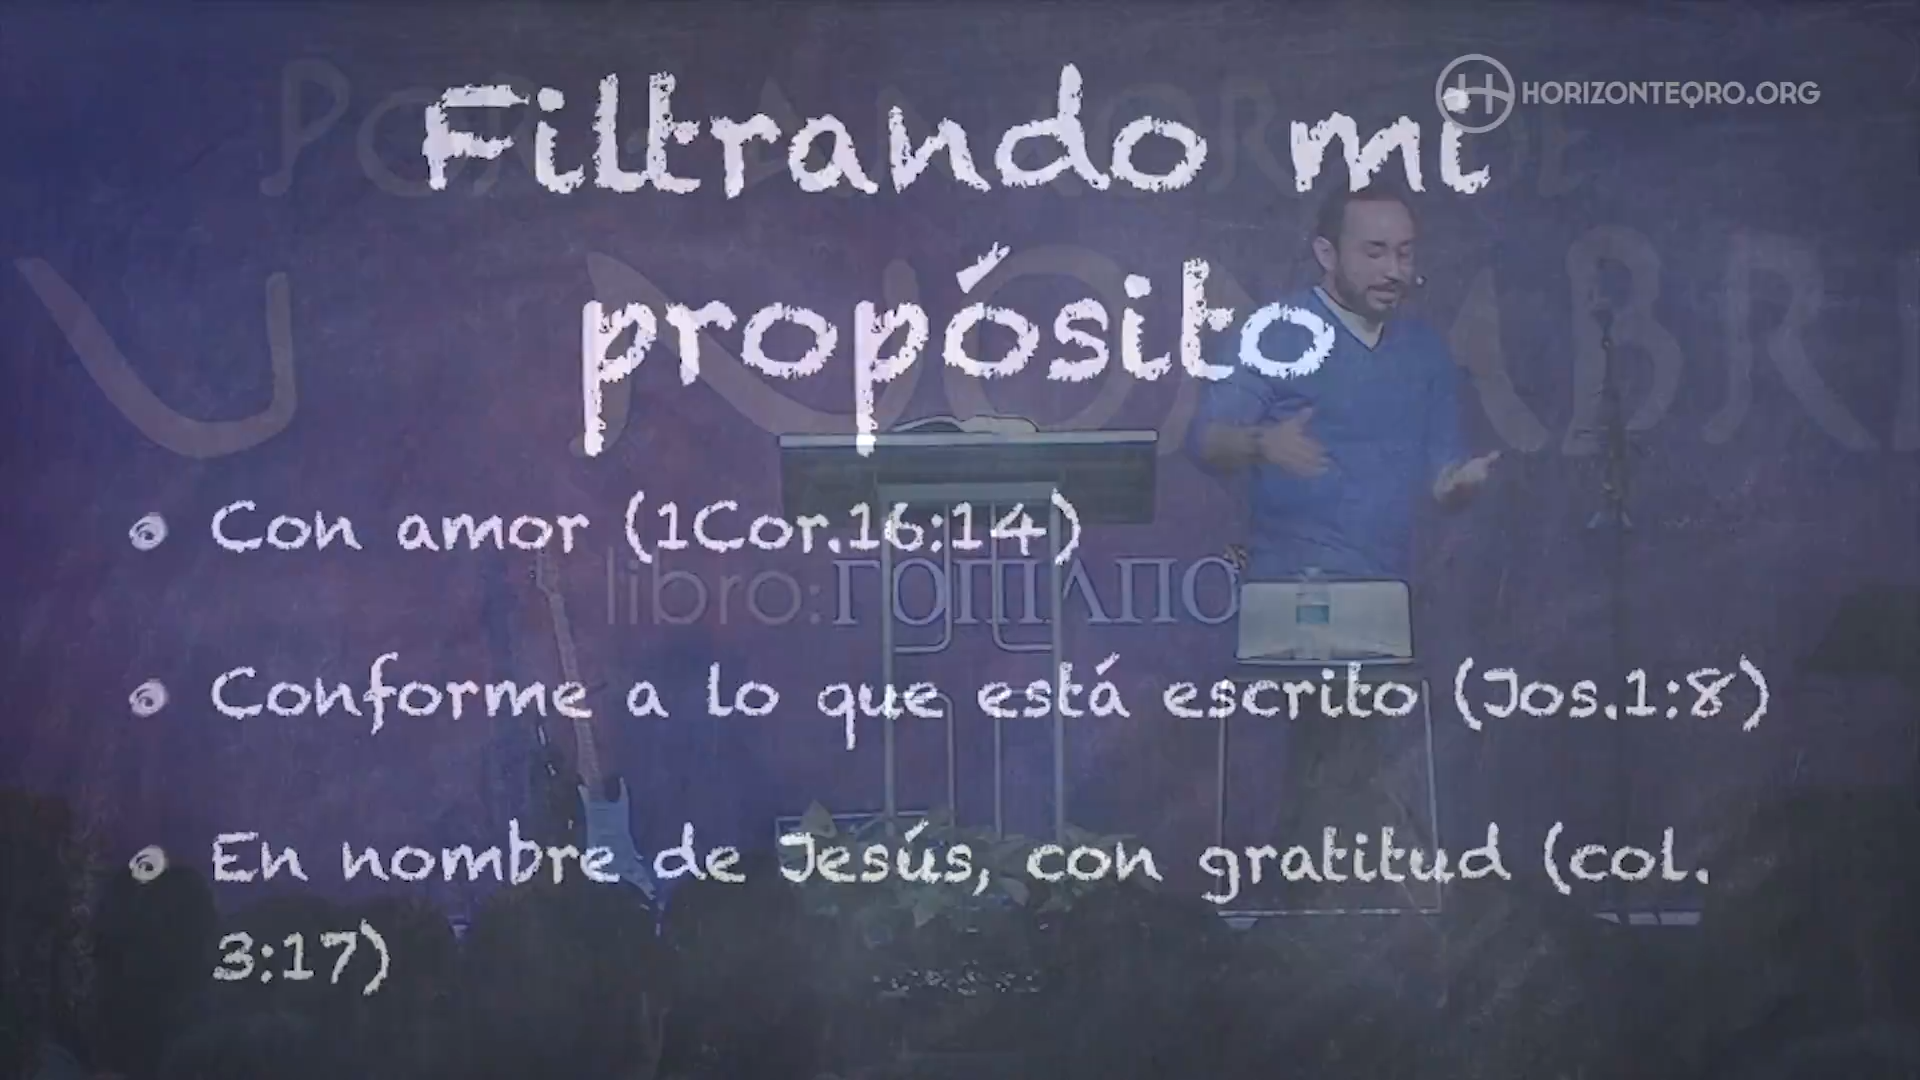 HORIZONTEQRO.ORG
Filtrando mi
propósito
Con amor (1Cor.16:14)
libro:
Conforme a lo que está escrito (Jos.1:8)
En nombre de Jesús, con gratitud (col.
3:17)